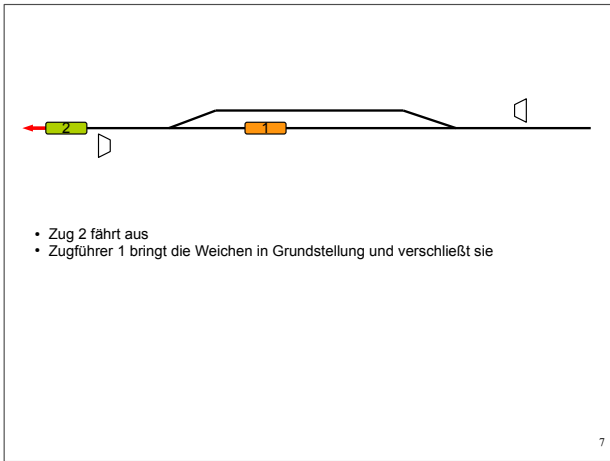 2
1
• Zug 2 fährt aus
• Zugführer 1 bringt die Weichen in Grundstellung und verschließt sie
7